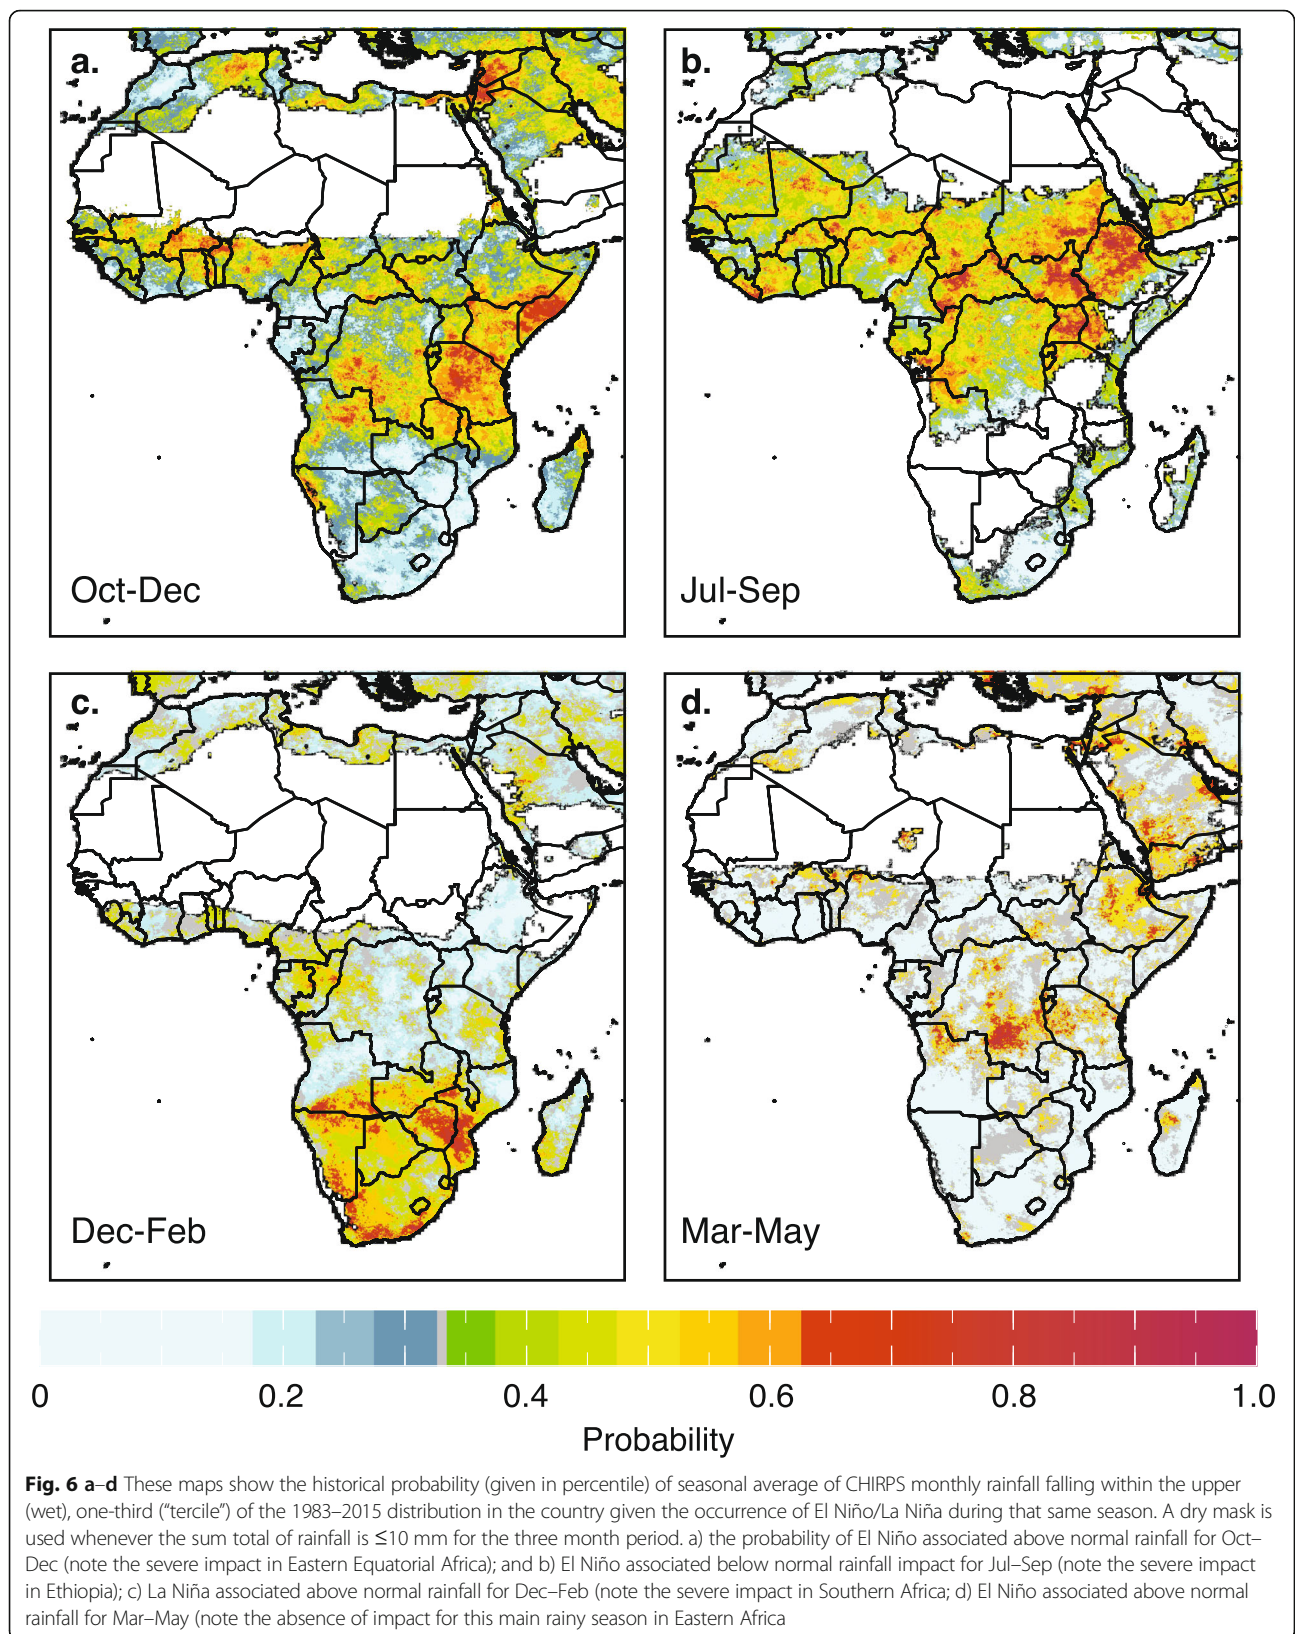 a.
b.
Oct-Dec
Jul-Sep
c.
d.
Dec-Feb
Mar-May
0
0.2
0.4
0.6
0.8
1.0
Probability
Fig. 6 a–d These maps show the historical probability (given in percentile) of seasonal average of CHIRPS monthly rainfall falling within the upper
(wet), one-third (“tercile”) of the 1983–2015 distribution in the country given the occurrence of El Niño/La Niña during that same season. A dry mask is
used whenever the sum total of rainfall is ≤10 mm for the three month period. a) the probability of El Niño associated above normal rainfall for Oct–
Dec (note the severe impact in Eastern Equatorial Africa); and b) El Niño associated below normal rainfall impact for Jul–Sep (note the severe impact
in Ethiopia); c) La Niña associated above normal rainfall for Dec–Feb (note the severe impact in Southern Africa; d) El Niño associated above normal
rainfall for Mar–May (note the absence of impact for this main rainy season in Eastern Africa